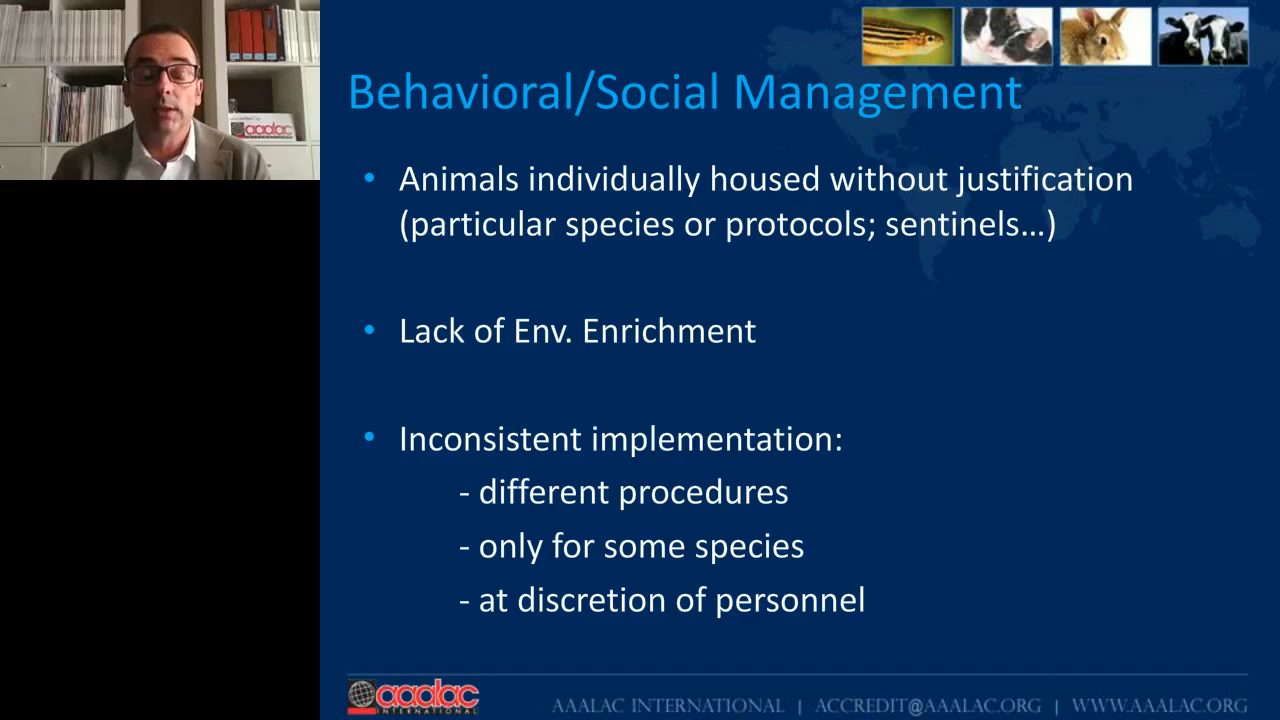 Behavioral/Social Management
• Animals individually housed without justification
(particular species or protocols; sentinels…)
• Lack of Env. Enrichment
• Inconsistent implementation:
- different procedures
- only for some species
- at discretion of personnel
aaalac
INTERNATIONAL
AAALAC INTERNATIONAL | ACCREDIT@AAALAC.ORG | WWW.AAALAC.ORG
aaalac